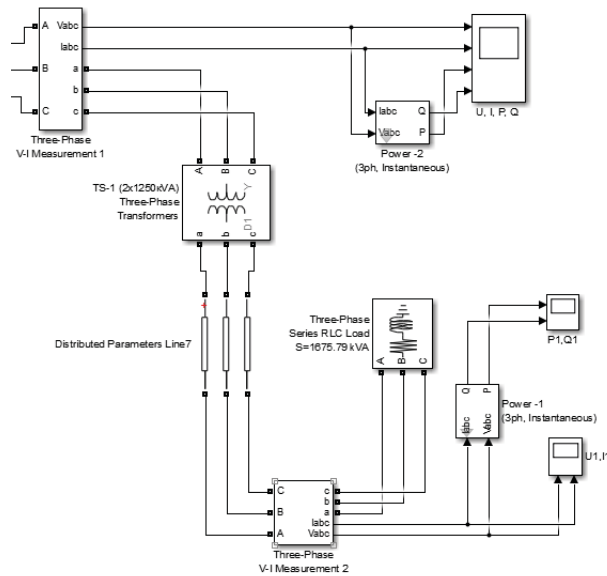 A
B
C
Vabc
Iabc
a
b
c
Three-Phase
V-I Measurement 1
U, I, P, Q
Iabc
Vabc
Q
P
Power -2
(3ph, Instantaneous)
A
B
C
TS-1 (2x1250kVA)
Three-Phase
Transformers
Y
D1
a
b
c
Distributed Parameters Line7
Three-Phase
Series RLC Load
S=1675.79 kVA
A
B
C
P1,Q1
Q
P
Iabc
Vabc
Power -1
(3ph, Instantaneous)
U1,I1
C
B
A
c
b
a
Iabc
Vabc
Three-Phase
V-I Measurement 2